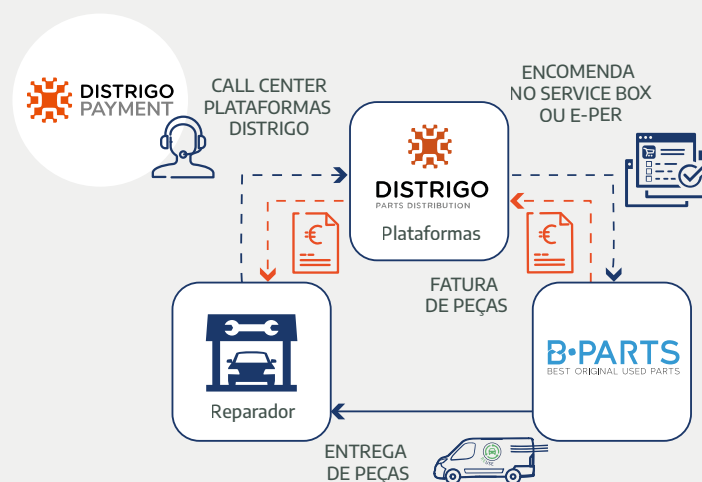 DISTRIGO
PAYMENT
CALL CENTER
PLATAFORMAS
DISTRIGO
ENCOMENDA
NO SERVICE BOX
OU E-PER
DISTRIGO
PARTS DISTRIBUTION
Plataformas
€
€
FATURA
DE PEÇAS
Reparador
B•PARTS
BEST ORIGINAL USED PARTS
ENTREGA
DE PEÇAS